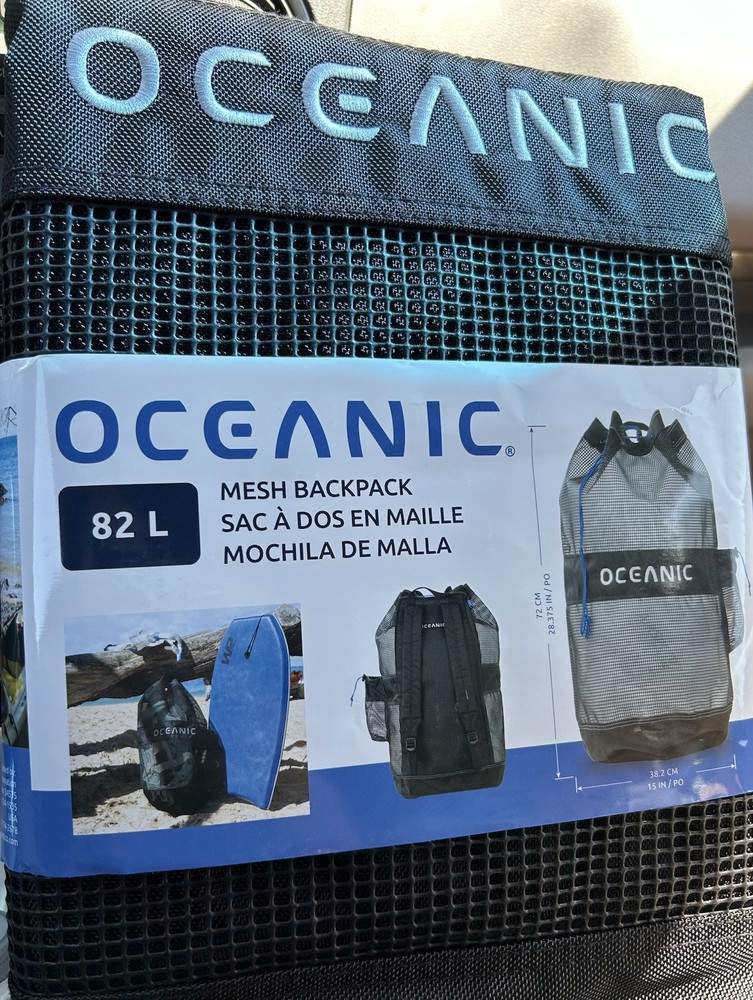 OCEANIC
OCEANIC®
82 L
MESH BACKPACK
SAC À DOS EN MAILLE
MOCHILA DE MALLA
OCEANIC
72 CM
28.375 IN / PO
OCEANIC
OCEANIC
38.2 CM
15 IN / PO
USA